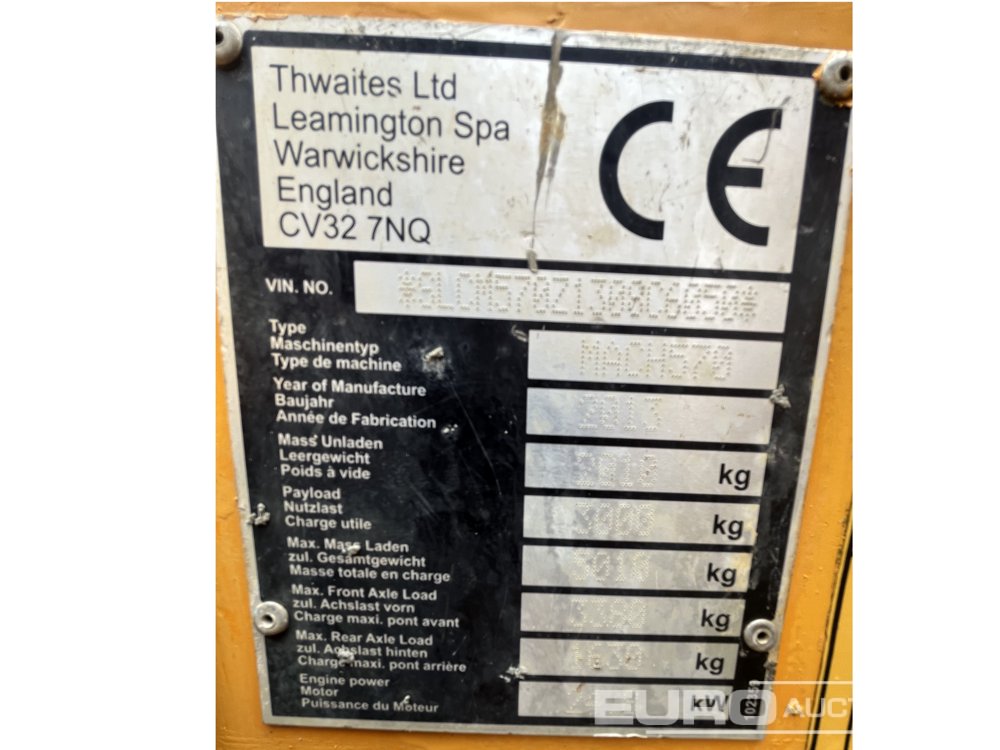 Thwaites Ltd
Leamington Spa
Warwickshire
England
CV32 7NQ
CE
VIN. NO.
Type
Maschinentyp
Type de machine
MACH570
Year of Manufacture
Baujahr
Année de Fabrication
2013
Mass Unladen
Leergewicht
Poids à vide
kg
Payload
Nutzlast
Charge utile
3000 kg
Max. Mass Laden
zul. Gesamtgewicht
Masse totale en charge
kg
Max. Front Axle Load
zul. Achslast vorn
Charge maxi. pont avant
kg
Max. Rear Axle Load
zul. Achslast hinten
Charge maxi. pont arrière
kg
Engine power
Motor
Puissance du Moteur
kW
EURO AUCT